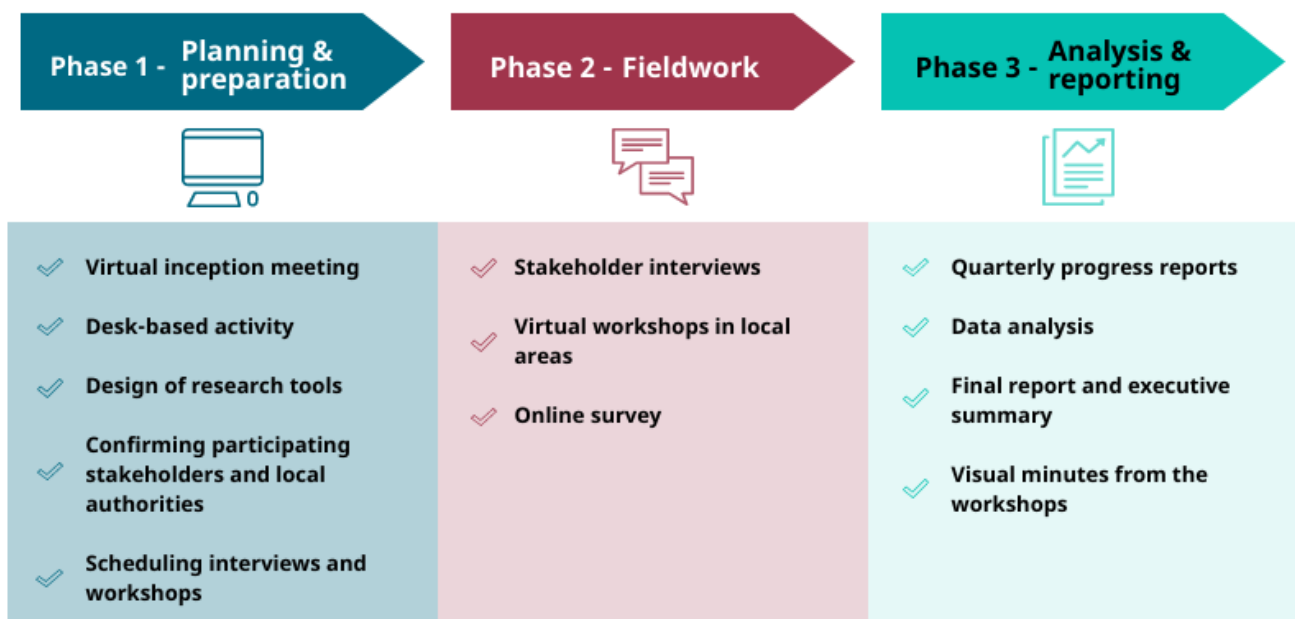 Phase 1 - Planning &
preparation
Phase 2 - Fieldwork
Phase 3 - Analysis &
reporting
Virtual inception meeting
Desk-based activity
Design of research tools
Confirming participating
stakeholders and local
authorities
Scheduling interviews and
workshops
Stakeholder interviews
Virtual workshops in local
areas
Online survey
Quarterly progress reports
Data analysis
Final report and executive
summary
Visual minutes from the
workshops